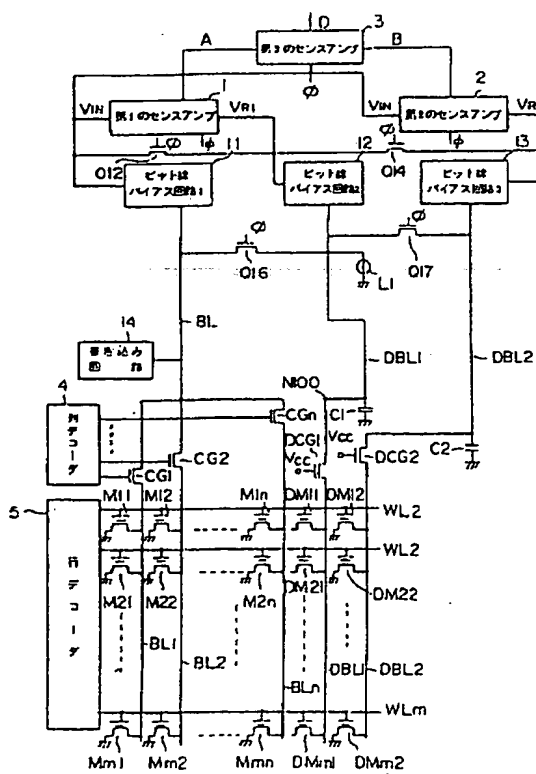 3
D
A
第3のセンスアンプ
B
φ
1
2
VIN
第1のセンスアンプ
VR1
VIN
第2のセンスアンプ
VR
φ
φ
φ
φ
Q12
11
12
Q14
13
ビットは
バイアス回路1
ビットは
バイアス回路2
ビットは
バイアス回路3
φ
φ
Q16
L1
Q17
BL
14
書き込み
回路
DBL1
DBL2
4
列デコーダ
N100
CGn
C1
DCG1
VCC
VCC
DCG2
C2
CG2
CG1
5
行デコーダ
M11
M12
M1n
DM11
DM12
WL2
WL2
M21
M22
M2n
DM21
DM22
BL1
BL2
BLn
DBL1
DBL2
WLm
Mm1
Mm2
Mmn
DMm1
DMm2